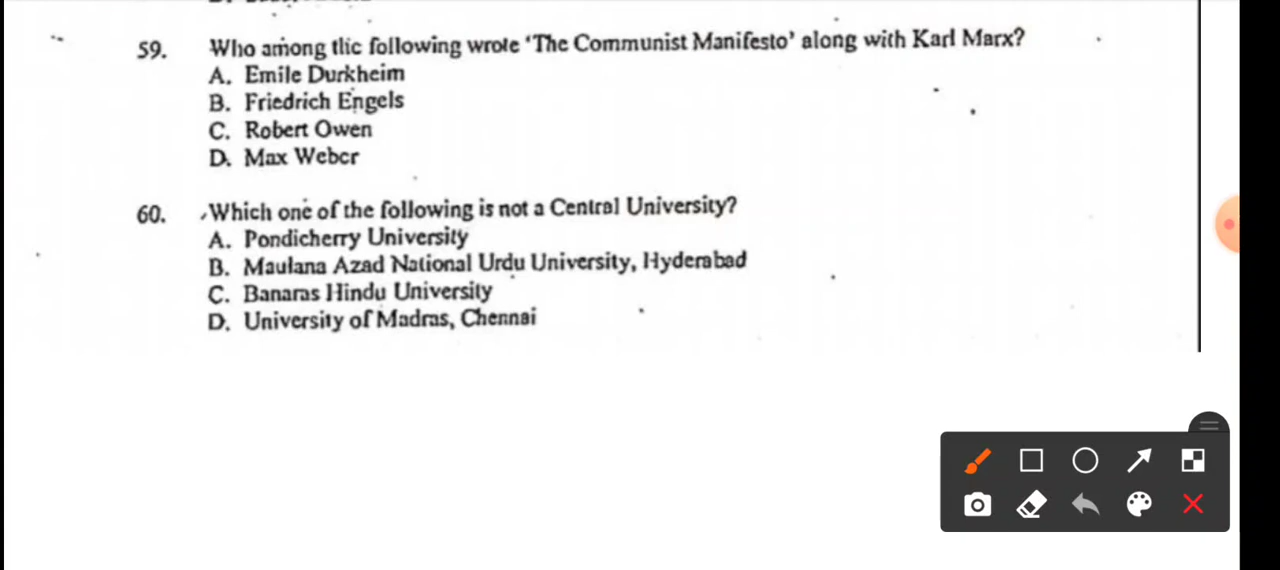 59. Who among the following wrote ‘The Communist Manifesto’ along with Karl Marx?
A. Emile Durkheim
B. Friedrich Engels
C. Robert Owen
D. Max Weber
60. Which one of the following is not a Central University?
A. Pondicherry University
B. Maulana Azad National Urdu University, Hyderabad
C. Banaras Hindu University
D. University of Madras, Chennai